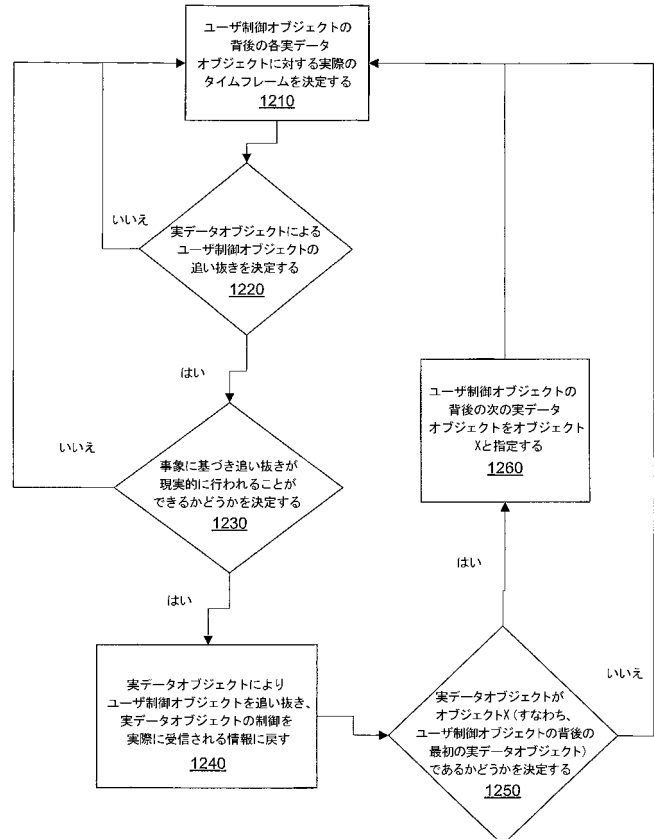 ユーザ制御オブジェクトの
背後の各実データ
オブジェクトに対する実際の
タイムフレームを決定する
1210
いいえ
実データオブジェクトによる
ユーザ制御オブジェクトの
追い抜きを決定する
1220
はい
いいえ
事象に基づき追い抜きが
現実的に行われることが
できるかどうかを決定する
1230
はい
実データオブジェクトにより
ユーザ制御オブジェクトを追い抜き、
実データオブジェクトの制御を
実際に受信される情報に戻す
1240
実データオブジェクトが
オブジェクトX(すなわち、
ユーザ制御オブジェクトの背後の
最初の実データオブジェクト)
であるかどうかを決定する
1250
はい
いいえ
ユーザ制御オブジェクトの
背後の次の実データ
オブジェクトをオブジェクト
Xと指定する
1260